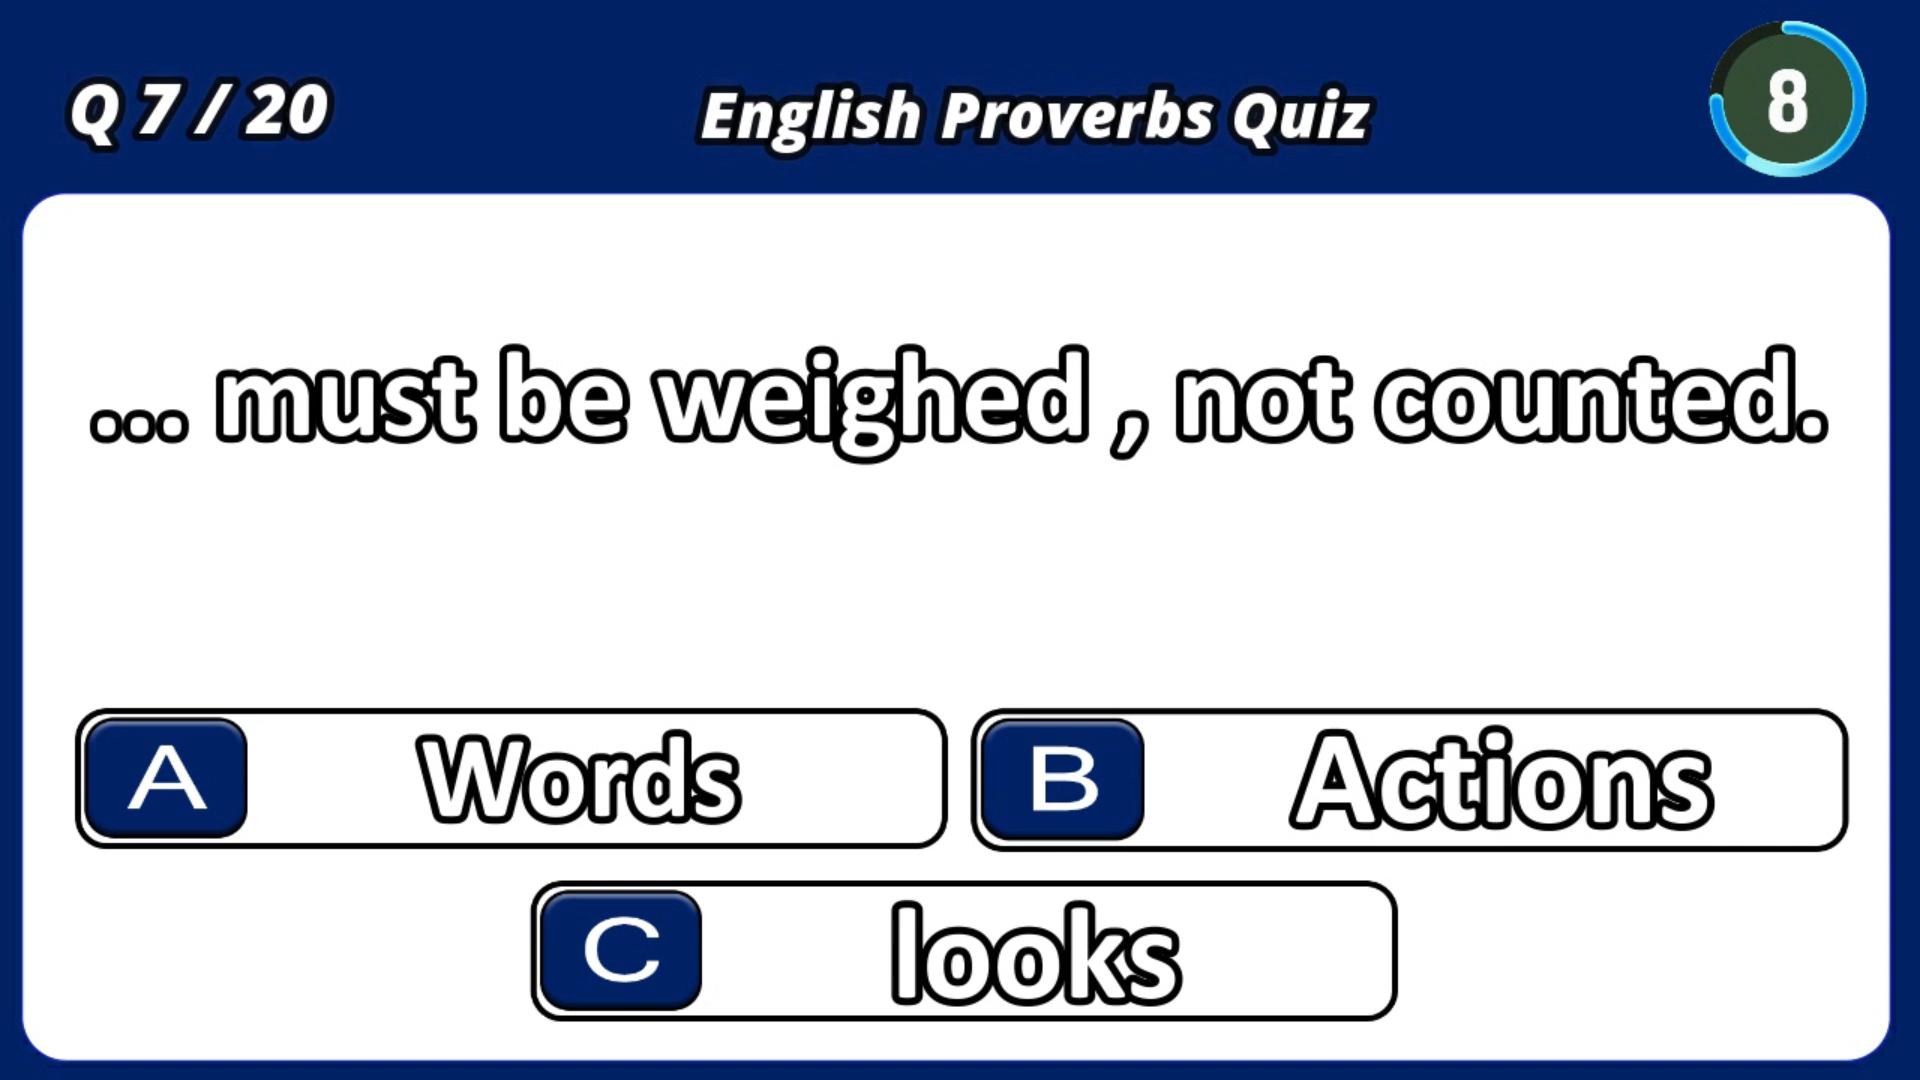 Q 7 / 20
English Proverbs Quiz
8
... must be weighed , not counted.
A Words
B Actions
C looks